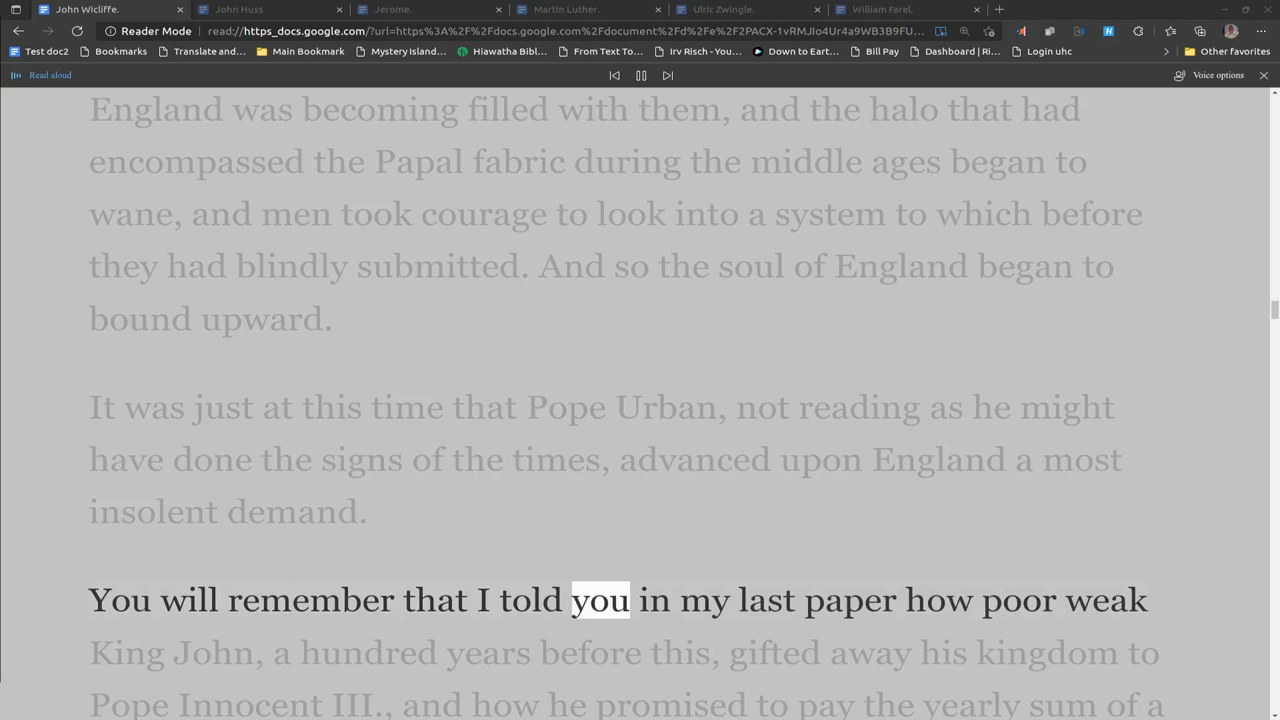 John Wicliffe.
John Huss
Jerome.
Martin Luther.
Ulric Zwingle.
William Farel.
Reader Mode
read://https_docs.google.com/?url=https%3A%2F%2Fdocs.google.com%2Fdocument%2Fd%2Fe%2F2PACX-1vRMJIo4Ur4a9WB3B9FU...
Test doc2
Bookmarks
Translate and...
Main Bookmark
Mystery Island...
Hiawatha Bibl...
From Text To...
Irv Risch - You...
Down to Eart...
Bill Pay
Dashboard | Ri...
Login uhc
Other favorites
Read aloud
Voice options
England was becoming filled with them, and the halo that had
encompassed the Papal fabric during the middle ages began to
wane, and men took courage to look into a system to which before
they had blindly submitted. And so the soul of England began to
bound upward.
It was just at this time that Pope Urban, not reading as he might
have done the signs of the times, advanced upon England a most
insolent demand.
You will remember that I told you in my last paper how poor weak
King John, a hundred years before this, gifted away his kingdom to
Pope Innocent III., and how he promised to pay the yearly sum of a